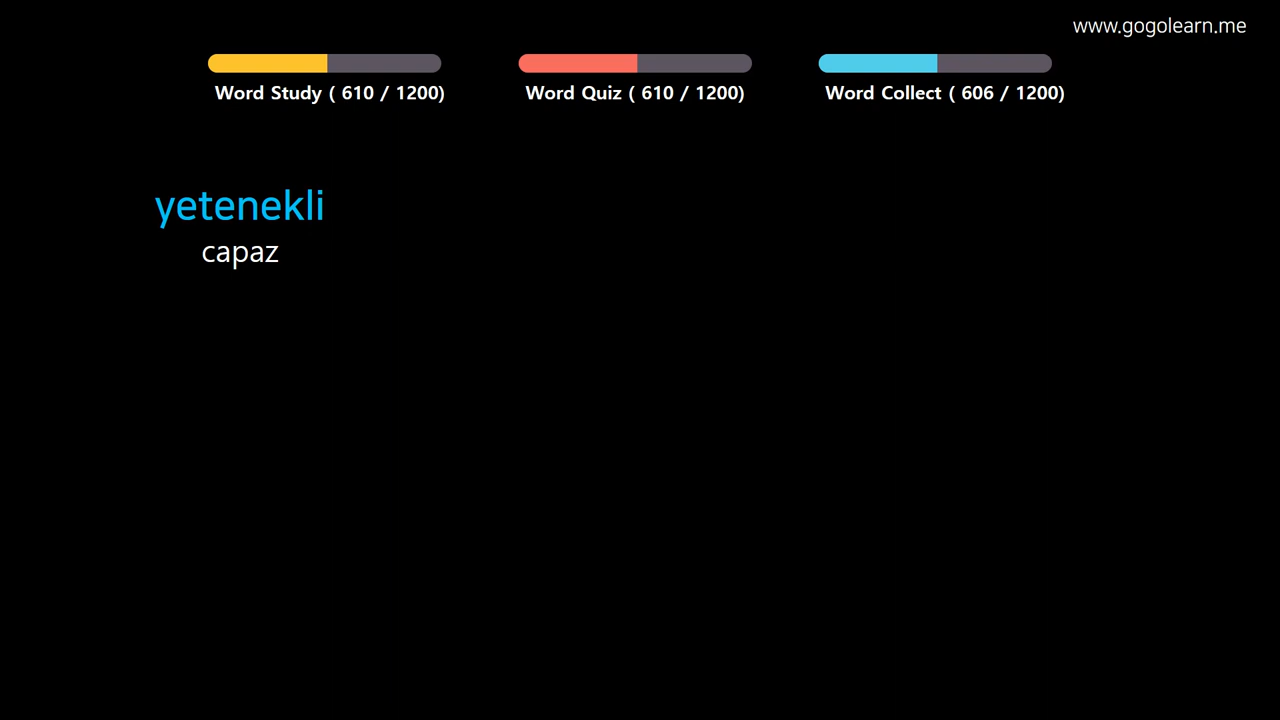 www.gogolearn.me
Word Study ( 610 / 1200)
Word Quiz ( 610 / 1200)
Word Collect ( 606 / 1200)
yetenekli
capaz